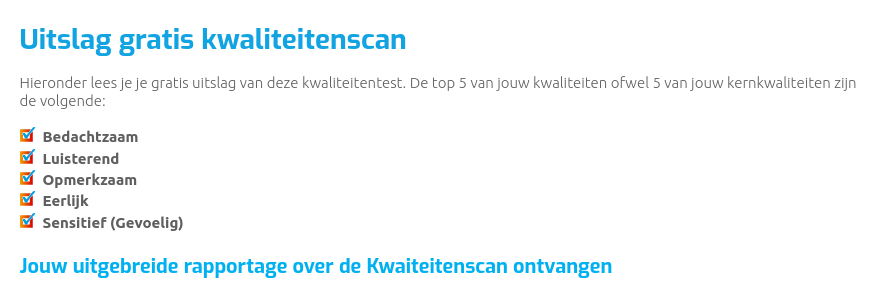 Uitslag gratis kwaliteitenscan
Hieronder lees je je gratis uitslag van deze kwaliteitentest. De top 5 van jouw kwaliteiten ofwel 5 van jouw kernkwaliteiten zijn
de volgende:
Bedachtzaam
Luisterend
Opmerkzaam
Eerlijk
Sensitief (Gevoelig)
Jouw uitgebreide rapportage over de Kwaiteitenscan ontvangen